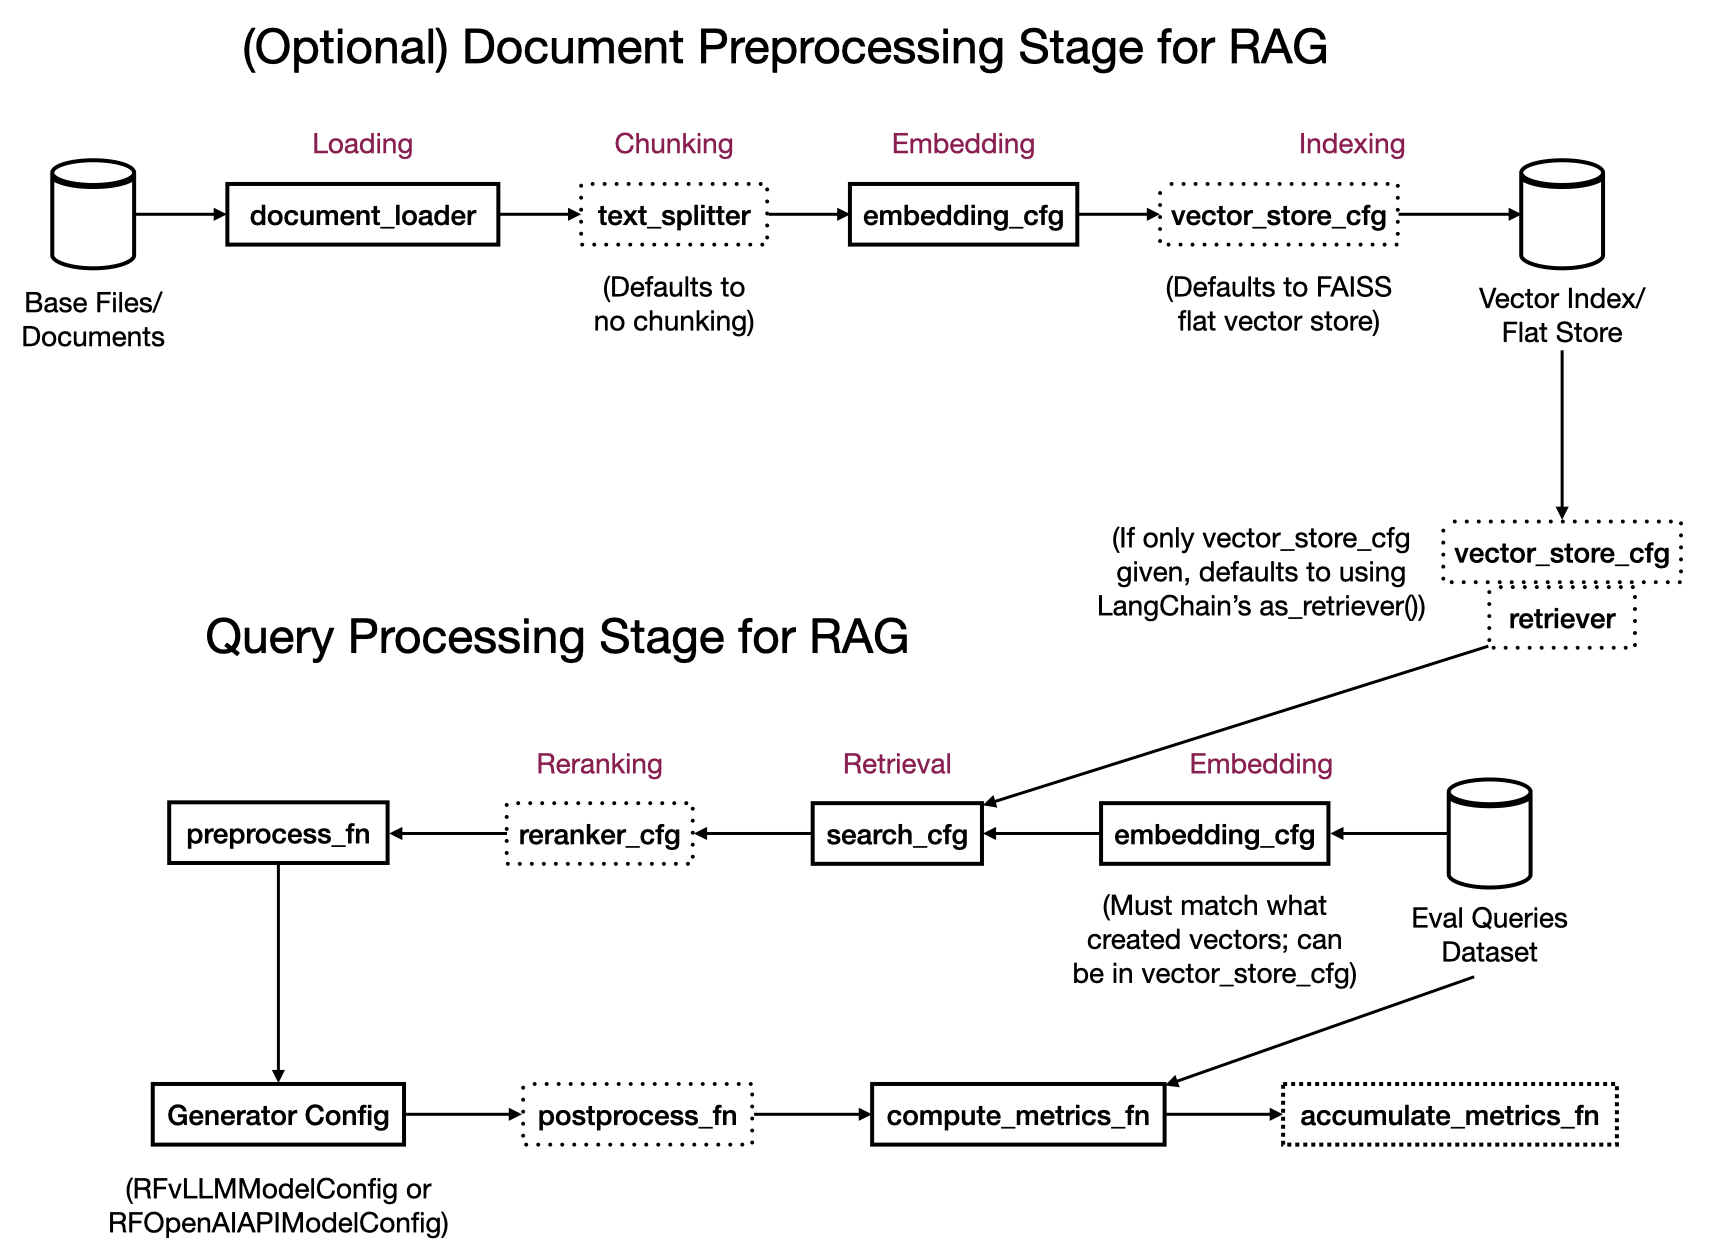 (Optional) Document Preprocessing Stage for RAG
Loading
Chunking
Embedding
Indexing
document_loader
text_splitter
embedding_cfg
vector_store_cfg
Base Files/
Documents
(Defaults to
no chunking)
(Defaults to FAISS
flat vector store)
Vector Index/
Flat Store
(If only vector_store_cfg
given, defaults to using
LangChain's as_retriever())
vector_store_cfg
retriever
Query Processing Stage for RAG
Reranking
Retrieval
Embedding
preprocess_fn
reranker_cfg
search_cfg
embedding_cfg
(Must match what
created vectors; can
be in vector_store_cfg)
Eval Queries
Dataset
Generator Config
postprocess_fn
compute_metrics_fn
accumulate_metrics_fn
(RFvLLMModelConfig or
RFOpenAIAPIModelConfig)